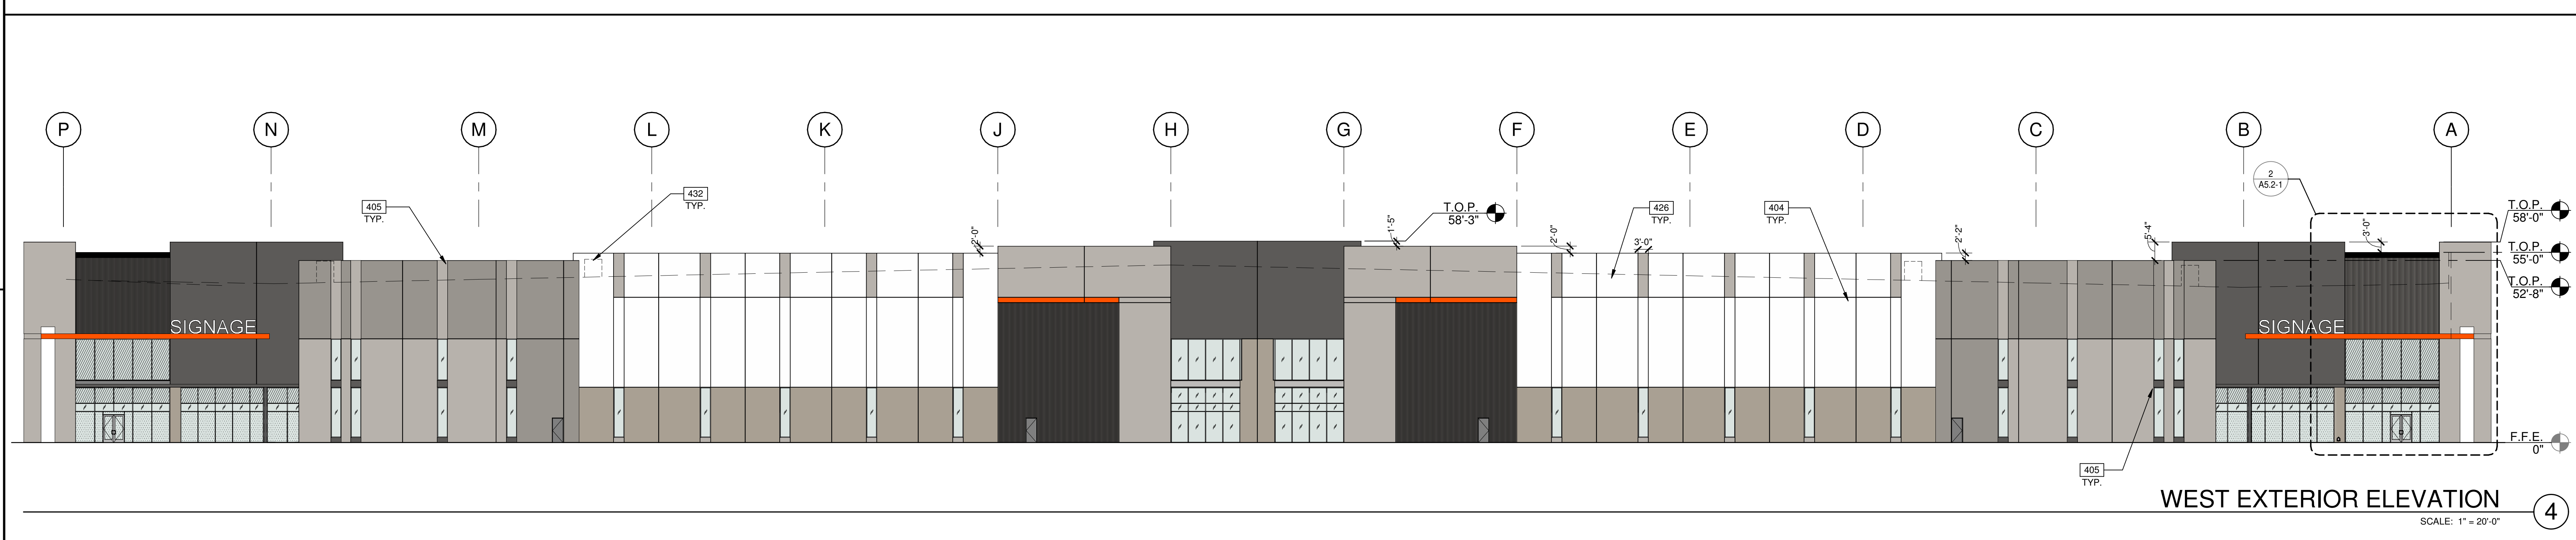 P N M L K J H G F E D C B A
2
A5.2-1
432
TYP.
405
TYP.
T.O.P.
58'-3"
426
TYP.
404
TYP.
T.O.P.
58'-0"
2'-0"
1'-5"
2'-0"
3'-0"
2'-2"
5'-4"
3'-0"
T.O.P.
55'-0"
T.O.P.
52'-8"
SIGNAGE
SIGNAGE
F.F.E.
0"
405
TYP.
WEST EXTERIOR ELEVATION
4
SCALE: 1" = 20'-0"